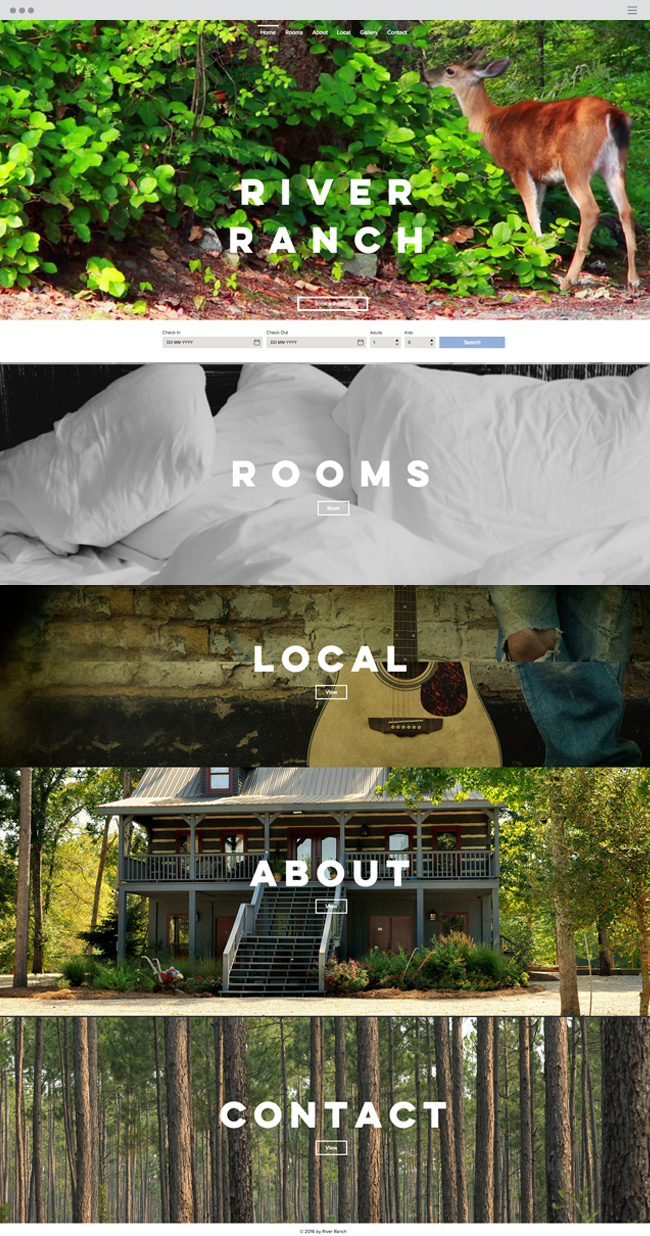 Home Rooms About Local Gallery Contact
RIVER
RANCH
Check In Check Out Adults Kids
DD MM YYYY DD MM YYYY 1 0 Search
ROOMS
Book
LOCAL
View
ABOUT
View
CONTACT
View
© 2016 by River Ranch